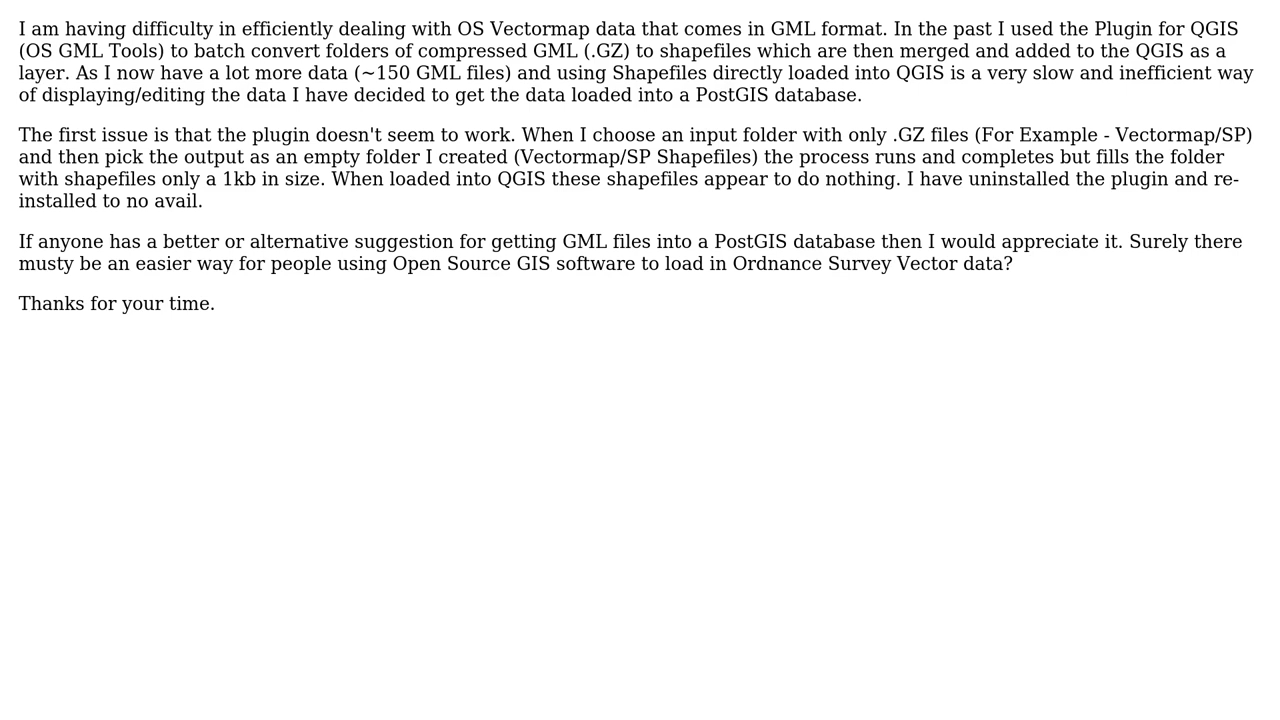 I am having difficulty in efficiently dealing with OS Vectormap data that comes in GML format. In the past I used the Plugin for QGIS
(OS GML Tools) to batch convert folders of compressed GML (.GZ) to shapefiles which are then merged and added to the QGIS as a
layer. As I now have a lot more data (~150 GML files) and using Shapefiles directly loaded into QGIS is a very slow and inefficient way
of displaying/editing the data I have decided to get the data loaded into a PostGIS database.
The first issue is that the plugin doesn't seem to work. When I choose an input folder with only .GZ files (For Example - Vectormap/SP)
and then pick the output as an empty folder I created (Vectormap/SP Shapefiles) the process runs and completes but fills the folder
with shapefiles only a 1kb in size. When loaded into QGIS these shapefiles appear to do nothing. I have uninstalled the plugin and re-
installed to no avail.
If anyone has a better or alternative suggestion for getting GML files into a PostGIS database then I would appreciate it. Surely there
musty be an easier way for people using Open Source GIS software to load in Ordnance Survey Vector data?
Thanks for your time.